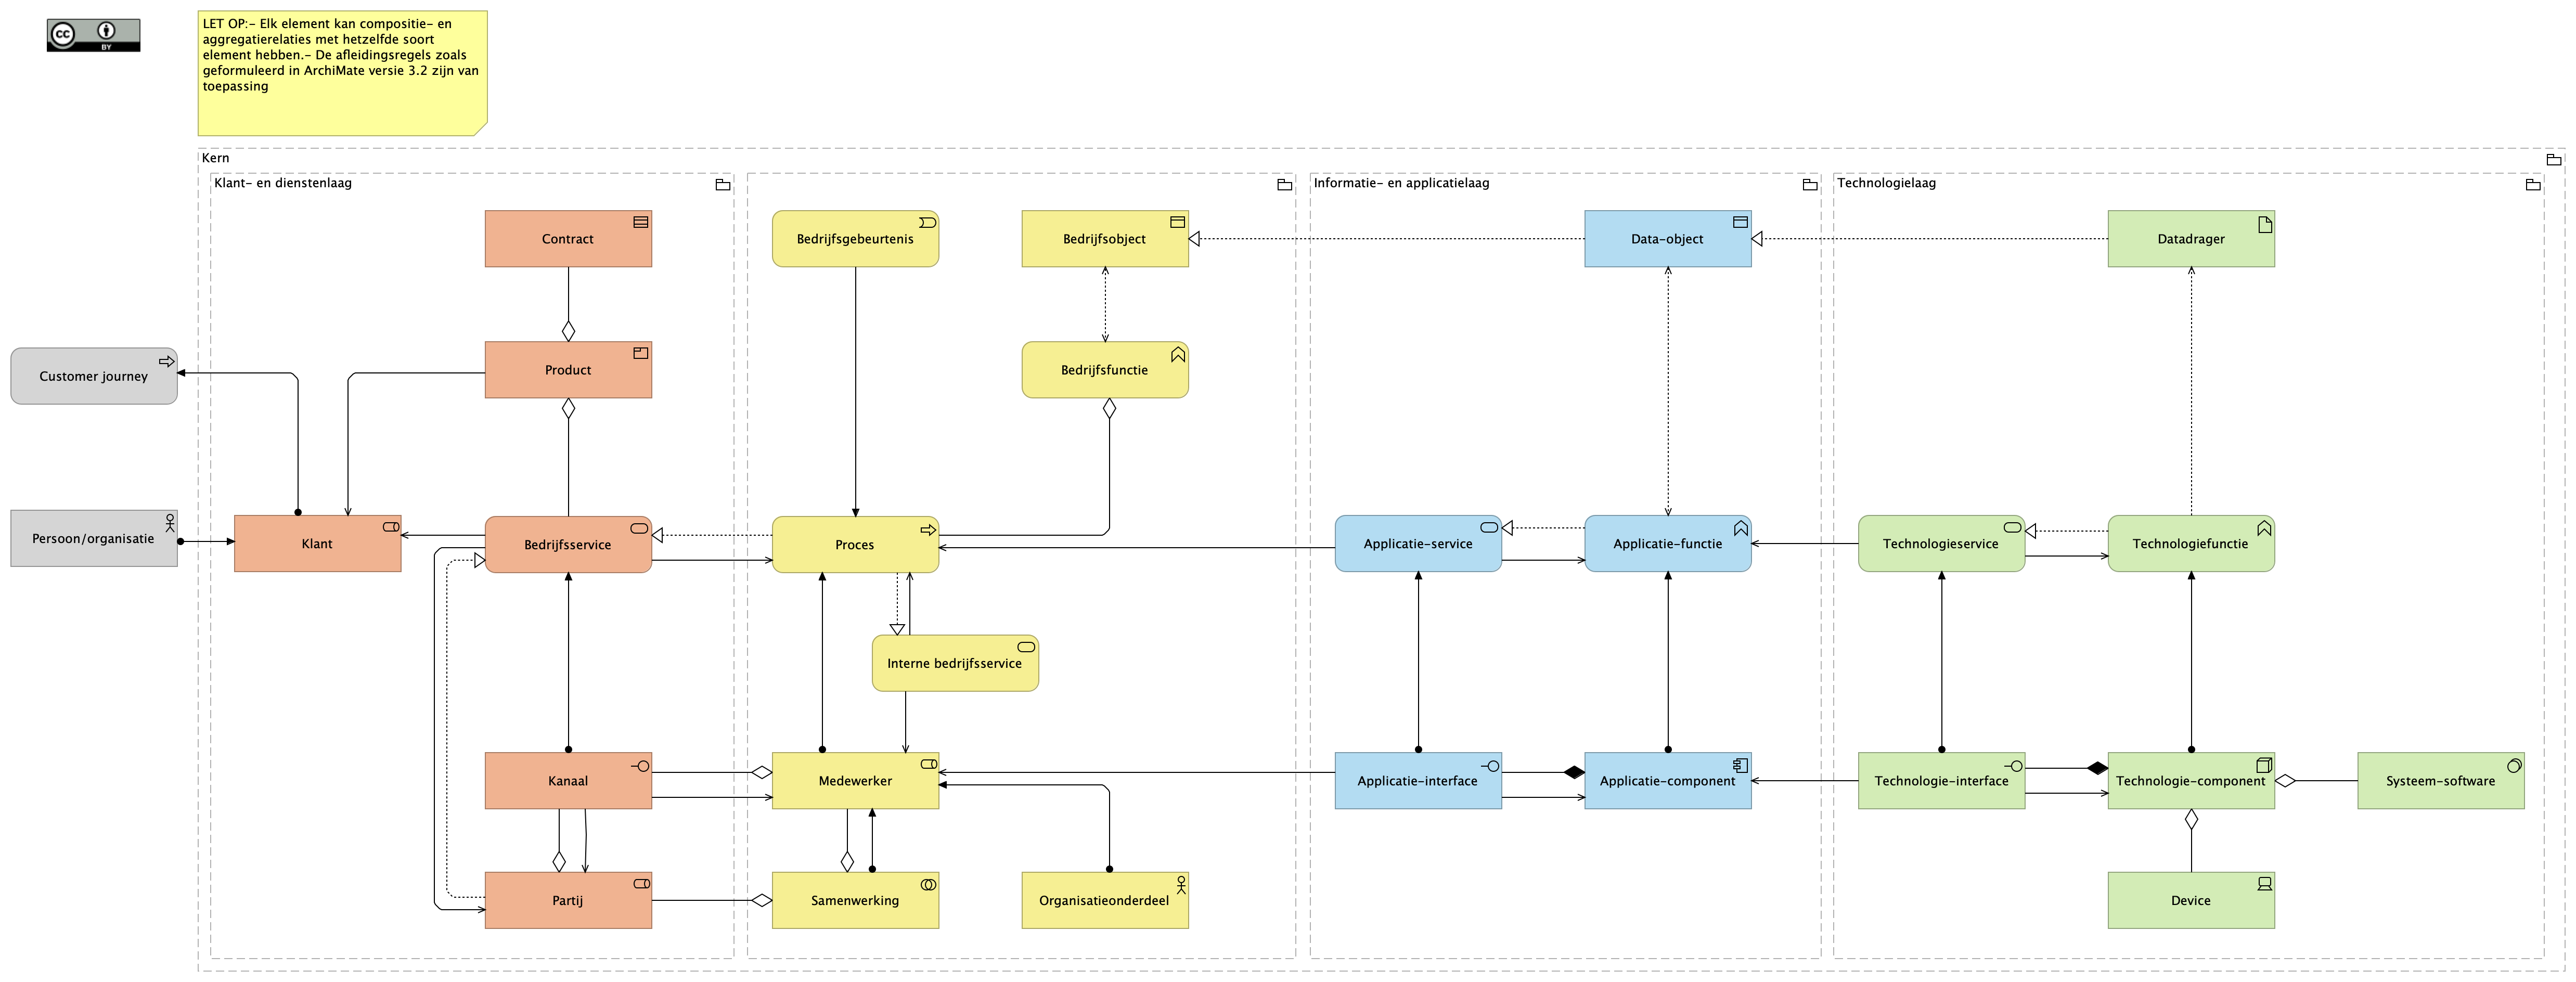 cc
BY
LET OP:- Elk element kan compositie- en
aggregatierelaties met hetzelfde soort
element hebben.- De afleidingsregels zoals
geformuleerd in ArchiMate versie 3.2 zijn van
toepassing
Kern
Klant- en dienstenlaag
Informatie- en applicatielaag
Technologielaag
Contract
Bedrijfsgebeurtenis
Bedrijfsobject
Data-object
Datadrager
Customer journey
Product
Bedrijfsfunctie
Persoon/organisatie
Klant
Bedrijfsservice
Proces
Applicatie-service
Applicatie-functie
Technologieservice
Technologiefunctie
Interne bedrijfsservice
Kanaal
Medewerker
Applicatie-interface
Applicatie-component
Technologie-interface
Technologie-component
Systeem-software
Partij
Samenwerking
Organisatieonderdeel
Device